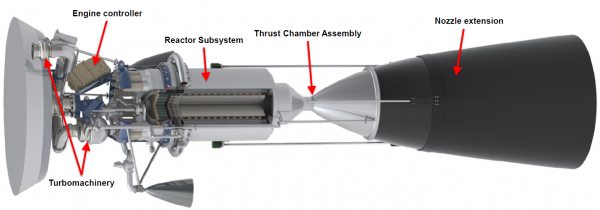 Engine controller
Reactor Subsystem
Thrust Chamber Assembly
Nozzle extension
Turbomachinery